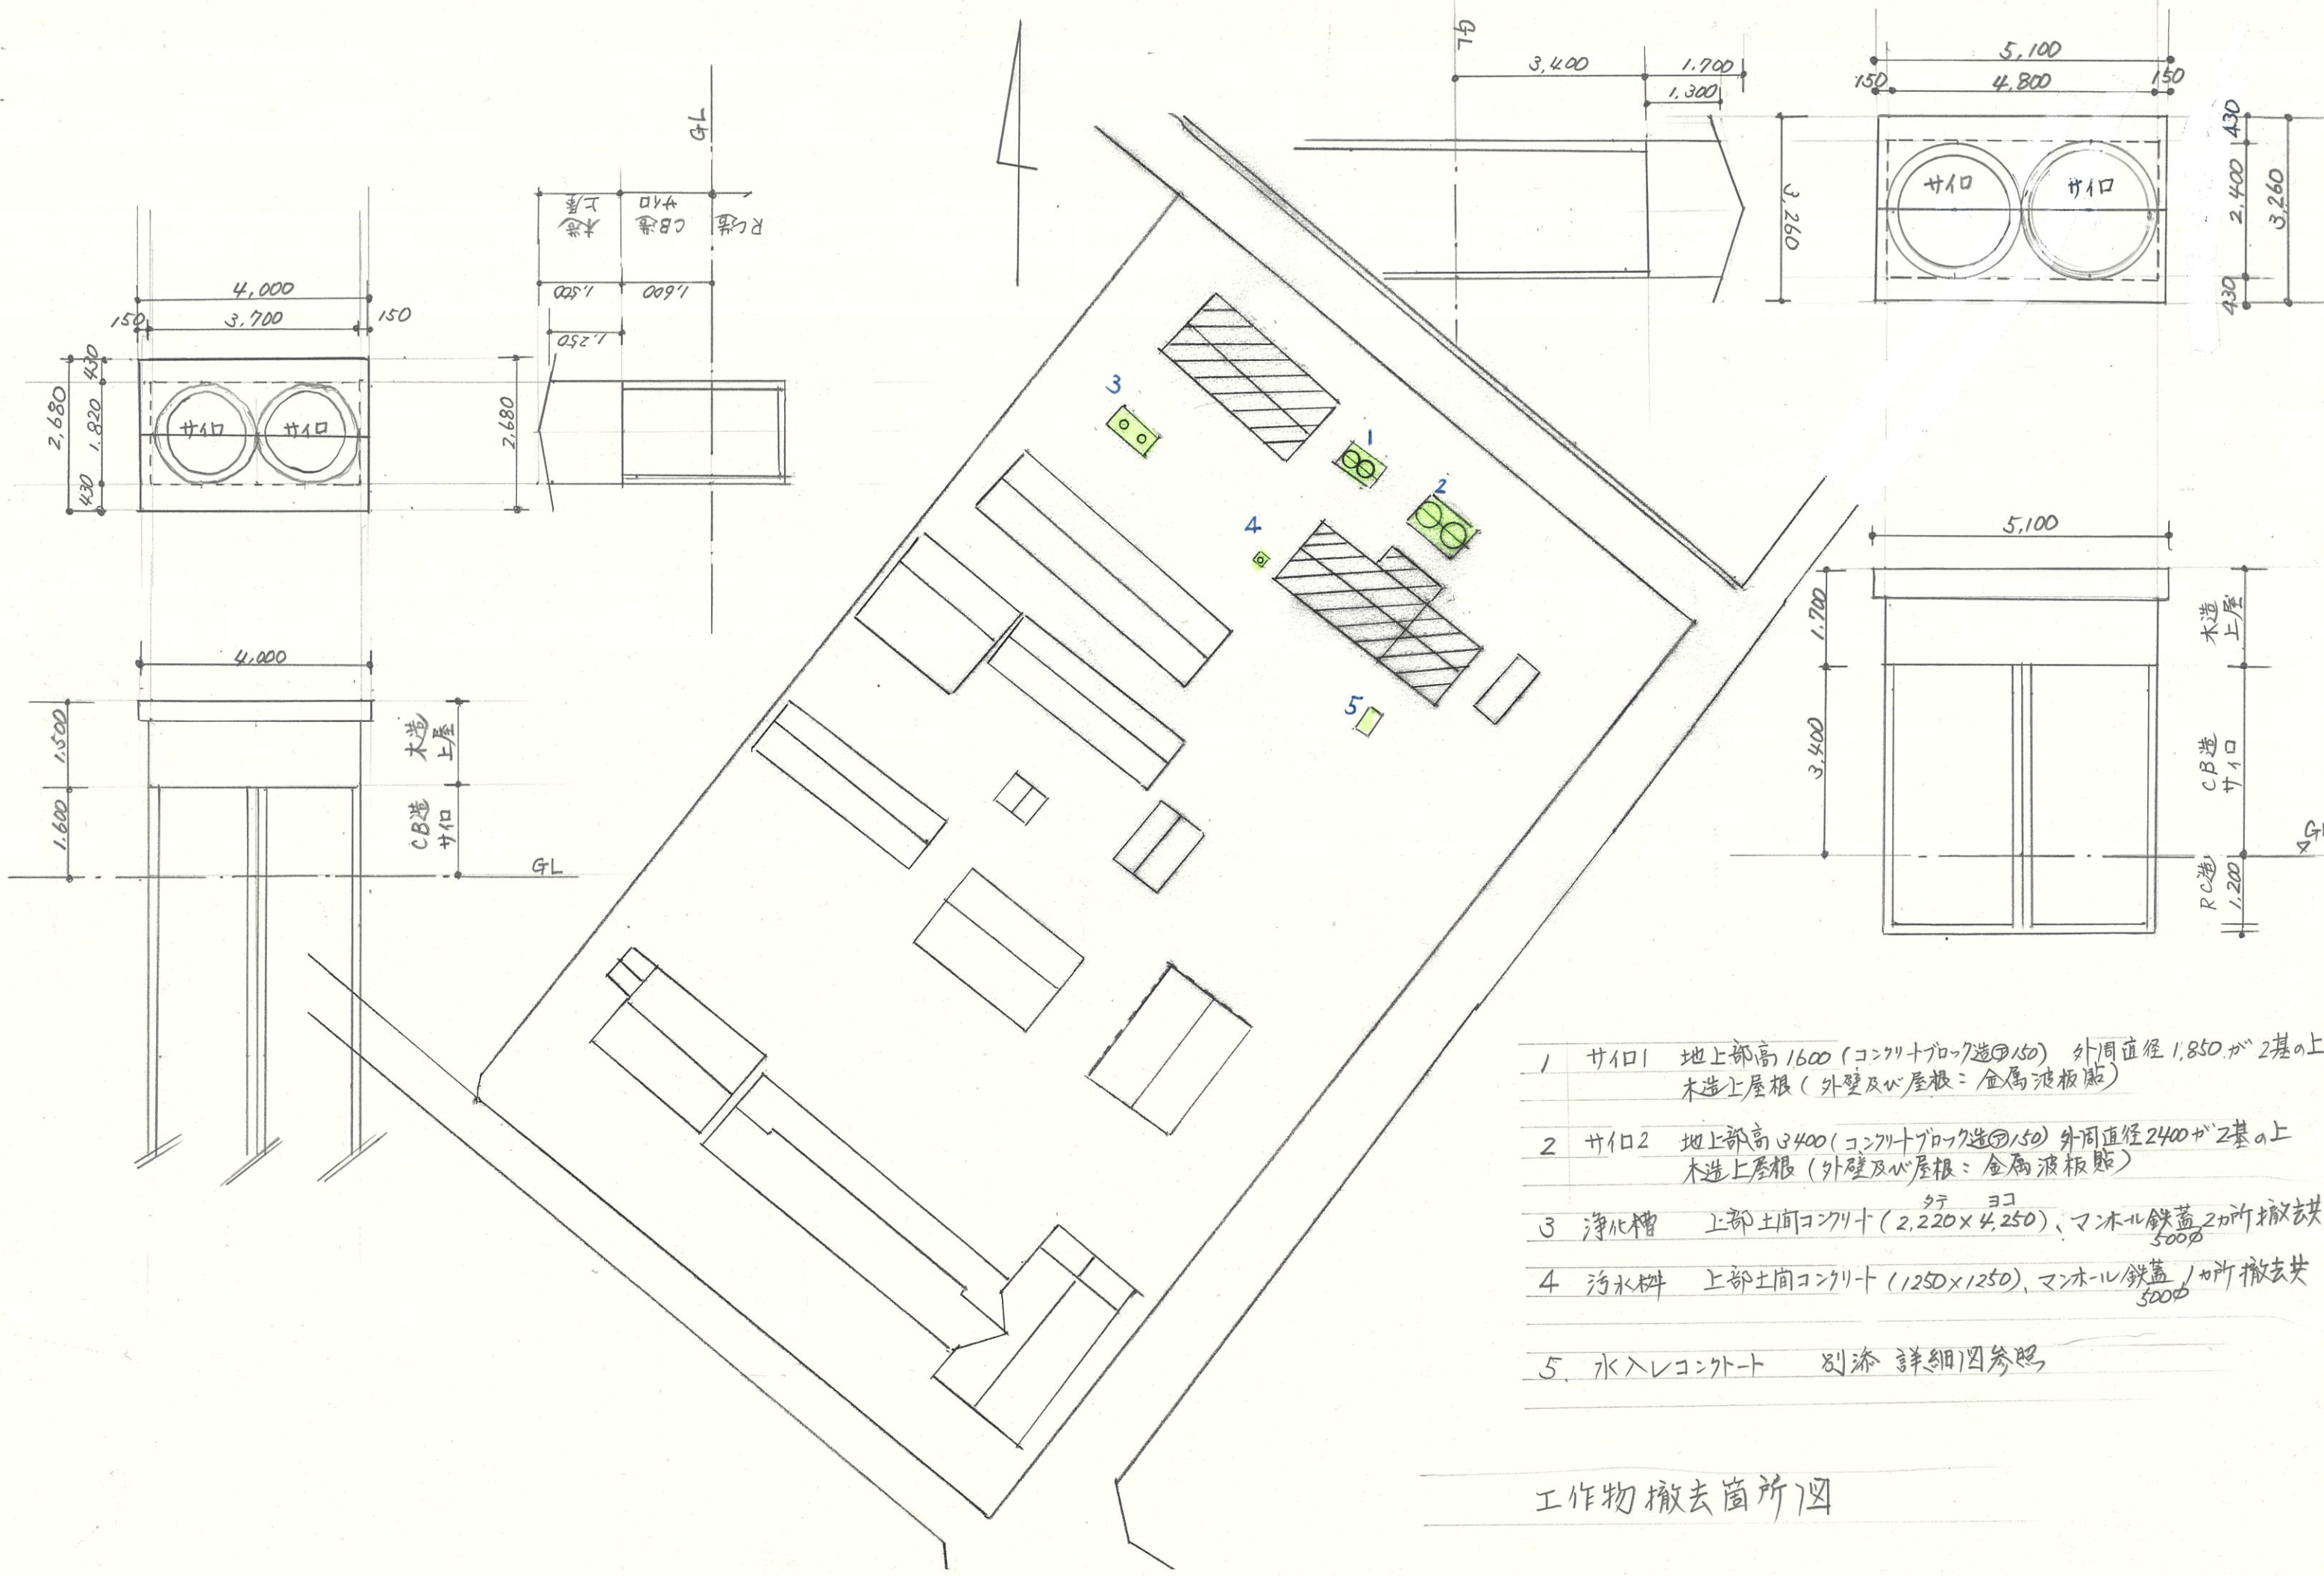 GL
木造
上屋
CB造
サイロ
RC造
1,500
1,600
1,250
4,000
150
3,700
150
430
1,820
430
2,680
サイロ
サイロ
2,680
4,000
1,500
1,600
木造
上屋
CB造
サイロ
GL
GL
3,400
1,700
1,300
3,260
5,100
150
4,800
150
サイロ
サイロ
430
2,400
430
3,260
5,100
1,700
3,400
木造
上屋
CB造
サイロ
RC造
1,200
GL
3
1
2
4
5
1 サイロ1 地上部高1600(コンクリートブロック造㋐150) 外周直径1,850が2基の上
木造上屋根(外壁及び屋根:金属波板貼)
2 サイロ2 地上部高3400(コンクリートブロック造㋐150)外周直径2400が2基の上
木造上屋根(外壁及び屋根:金属波板貼)
タテ ヨコ
3 浄化槽 上部土間コンクリート(2,220×4,250)、マンホール鉄蓋2カ所撤去共
500φ
4 汚水桝 上部土間コンクリート(1250×1250)、マンホール鉄蓋1カ所撤去共
500φ
5. 水入レコンクトート 別添 詳細図参照
工作物撤去箇所図